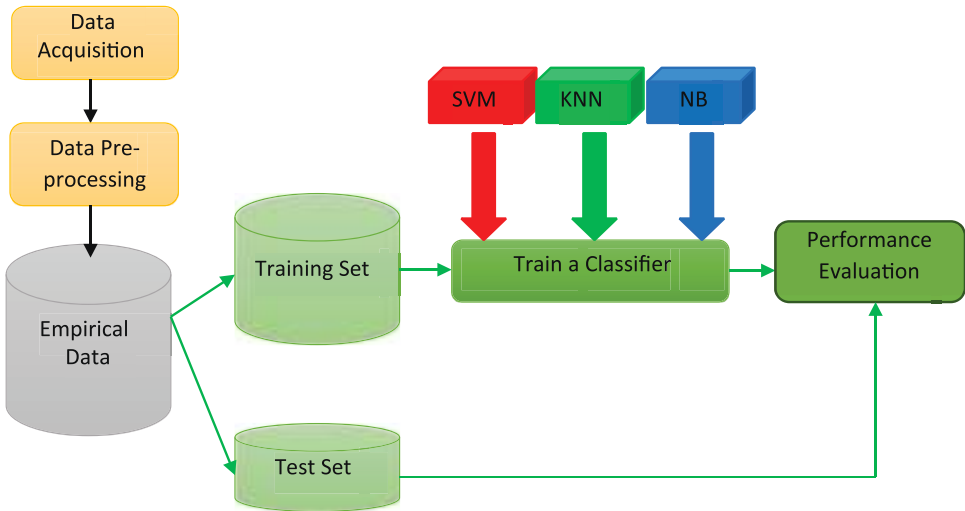 Data
Acquisition
Data Pre-
processing
Empirical
Data
Training Set
Test Set
SVM
KNN
NB
Train a Classifier
Performance
Evaluation